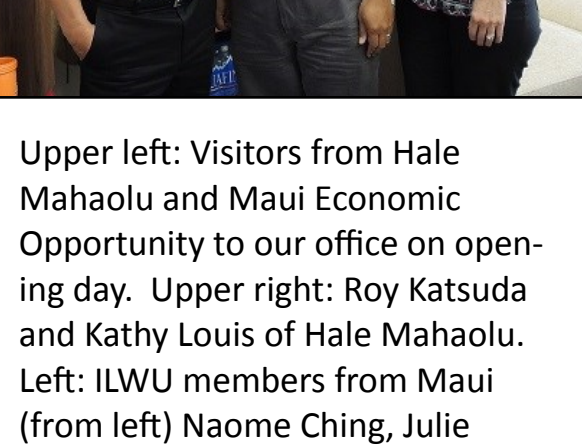 Upper left: Visitors from Hale
Mahaolu and Maui Economic
Opportunity to our office on open-
ing day.  Upper right: Roy Katsuda
and Kathy Louis of Hale Mahaolu.
Left: ILWU members from Maui
(from left) Naome Ching, Julie